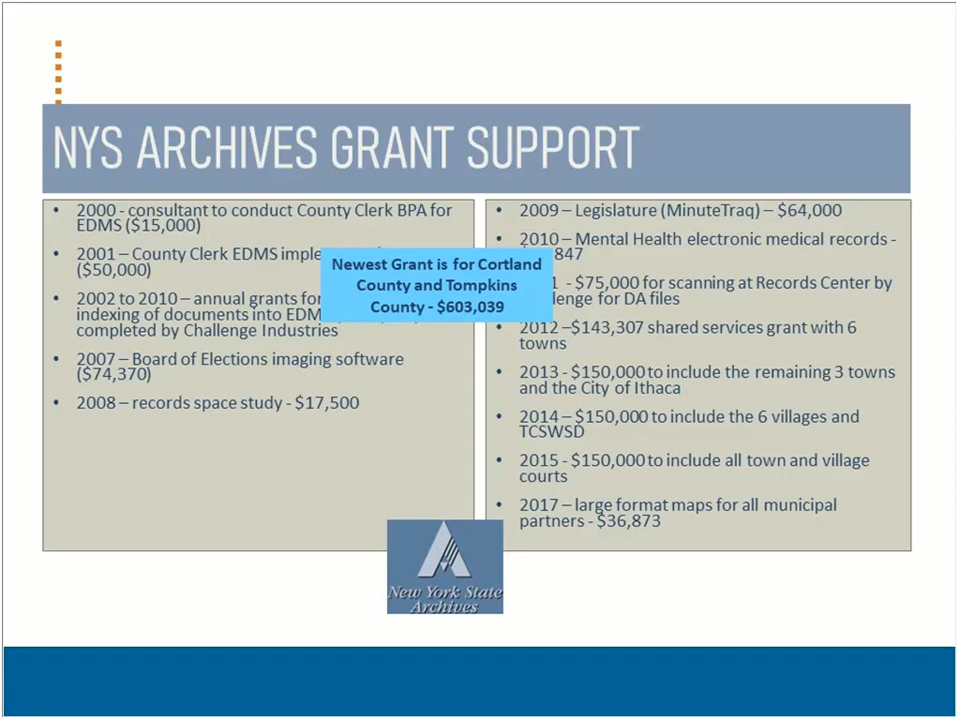 NYS ARCHIVES GRANT SUPPORT
• 2000 - consultant to conduct County Clerk BPA for
EDMS ($15,000)
• 2001 – County Clerk EDMS
($50,000)
• 2002 to 2010 – annual grants for
indexing of documents into
completed by Challenge Industries
• 2007 – Board of Elections imaging software
($74,370)
• 2008 – records space study - $17,500
Newest Grant is for Cortland
County and Tompkins
County - $603,039
• 2009 – Legislature (MinuteTraq) – $64,000
• 2010 – Mental Health electronic medical records -
847
- $75,000 for scanning at Records Center by
for DA files
• 2012 –$143,307 shared services grant with 6
towns
• 2013 - $150,000 to include the remaining 3 towns
and the City of Ithaca
• 2014 – $150,000 to include the 6 villages and
TCSWSD
• 2015 - $150,000 to include all town and village
courts
• 2017 – large format maps for all municipal
partners - $36,873
New York State
Archives